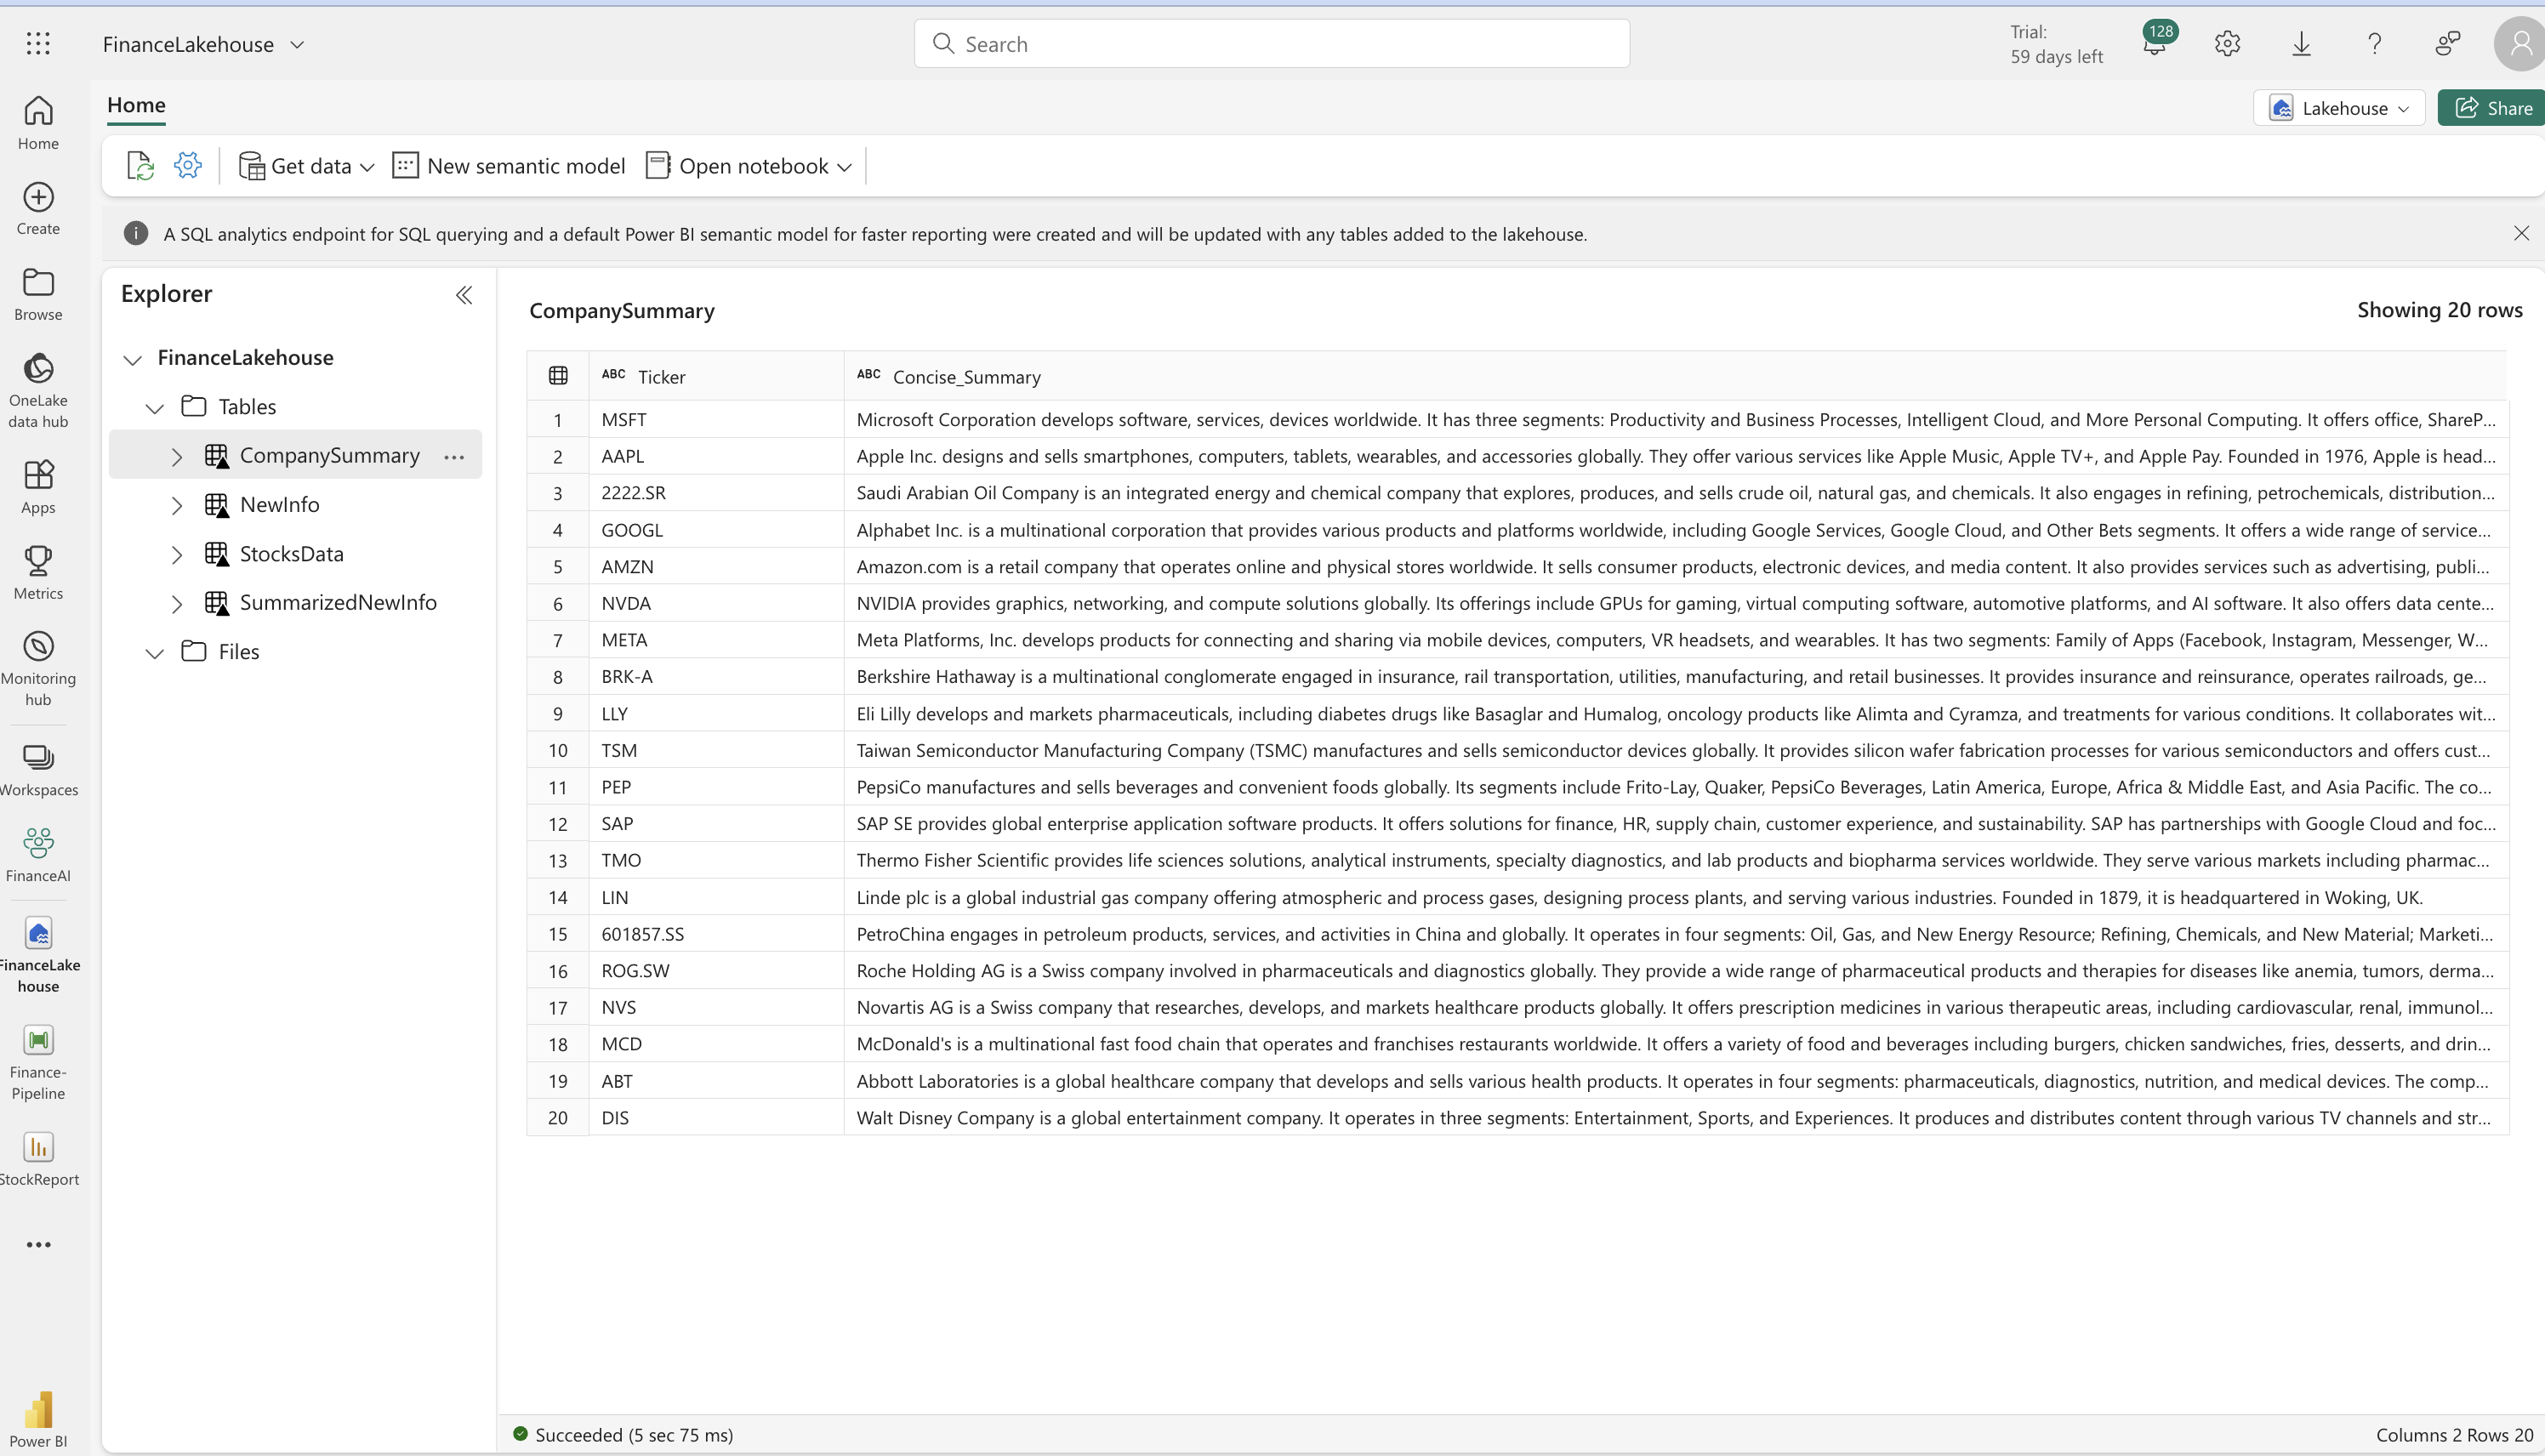 FinanceLakehouse
Search
Trial:
59 days left
128
Home
Lakehouse
Share
Get data
New semantic model
Open notebook
A SQL analytics endpoint for SQL querying and a default Power BI semantic model for faster reporting were created and will be updated with any tables added to the lakehouse.
Home
Create
Browse
OneLake
data hub
Apps
Metrics
Monitoring
hub
Workspaces
FinanceAI
FinanceLake
house
Finance-
Pipeline
StockReport
Power BI
Explorer
FinanceLakehouse
Tables
CompanySummary ...
NewInfo
StocksData
SummarizedNewInfo
Files
CompanySummary
Showing 20 rows
ABC Ticker ABC Concise_Summary
1 MSFT Microsoft Corporation develops software, services, devices worldwide. It has three segments: Productivity and Business Processes, Intelligent Cloud, and More Personal Computing. It offers office, ShareP...
2 AAPL Apple Inc. designs and sells smartphones, computers, tablets, wearables, and accessories globally. They offer various services like Apple Music, Apple TV+, and Apple Pay. Founded in 1976, Apple is head...
3 2222.SR Saudi Arabian Oil Company is an integrated energy and chemical company that explores, produces, and sells crude oil, natural gas, and chemicals. It also engages in refining, petrochemicals, distribution...
4 GOOGL Alphabet Inc. is a multinational corporation that provides various products and platforms worldwide, including Google Services, Google Cloud, and Other Bets segments. It offers a wide range of service...
5 AMZN Amazon.com is a retail company that operates online and physical stores worldwide. It sells consumer products, electronic devices, and media content. It also provides services such as advertising, publi...
6 NVDA NVIDIA provides graphics, networking, and compute solutions globally. Its offerings include GPUs for gaming, virtual computing software, automotive platforms, and AI software. It also offers data cente...
7 META Meta Platforms, Inc. develops products for connecting and sharing via mobile devices, computers, VR headsets, and wearables. It has two segments: Family of Apps (Facebook, Instagram, Messenger, W...
8 BRK-A Berkshire Hathaway is a multinational conglomerate engaged in insurance, rail transportation, utilities, manufacturing, and retail businesses. It provides insurance and reinsurance, operates railroads, ge...
9 LLY Eli Lilly develops and markets pharmaceuticals, including diabetes drugs like Basaglar and Humalog, oncology products like Alimta and Cyramza, and treatments for various conditions. It collaborates wit...
10 TSM Taiwan Semiconductor Manufacturing Company (TSMC) manufactures and sells semiconductor devices globally. It provides silicon wafer fabrication processes for various semiconductors and offers cust...
11 PEP PepsiCo manufactures and sells beverages and convenient foods globally. Its segments include Frito-Lay, Quaker, PepsiCo Beverages, Latin America, Europe, Africa & Middle East, and Asia Pacific. The co...
12 SAP SAP SE provides global enterprise application software products. It offers solutions for finance, HR, supply chain, customer experience, and sustainability. SAP has partnerships with Google Cloud and foc...
13 TMO Thermo Fisher Scientific provides life sciences solutions, analytical instruments, specialty diagnostics, and lab products and biopharma services worldwide. They serve various markets including pharmac...
14 LIN Linde plc is a global industrial gas company offering atmospheric and process gases, designing process plants, and serving various industries. Founded in 1879, it is headquartered in Woking, UK.
15 601857.SS PetroChina engages in petroleum products, services, and activities in China and globally. It operates in four segments: Oil, Gas, and New Energy Resource; Refining, Chemicals, and New Material; Marketi...
16 ROG.SW Roche Holding AG is a Swiss company involved in pharmaceuticals and diagnostics globally. They provide a wide range of pharmaceutical products and therapies for diseases like anemia, tumors, derma...
17 NVS Novartis AG is a Swiss company that researches, develops, and markets healthcare products globally. It offers prescription medicines in various therapeutic areas, including cardiovascular, renal, immunol...
18 MCD McDonald's is a multinational fast food chain that operates and franchises restaurants worldwide. It offers a variety of food and beverages including burgers, chicken sandwiches, fries, desserts, and drin...
19 ABT Abbott Laboratories is a global healthcare company that develops and sells various health products. It operates in four segments: pharmaceuticals, diagnostics, nutrition, and medical devices. The comp...
20 DIS Walt Disney Company is a global entertainment company. It operates in three segments: Entertainment, Sports, and Experiences. It produces and distributes content through various TV channels and str...
Succeeded (5 sec 75 ms)
Columns 2 Rows 20